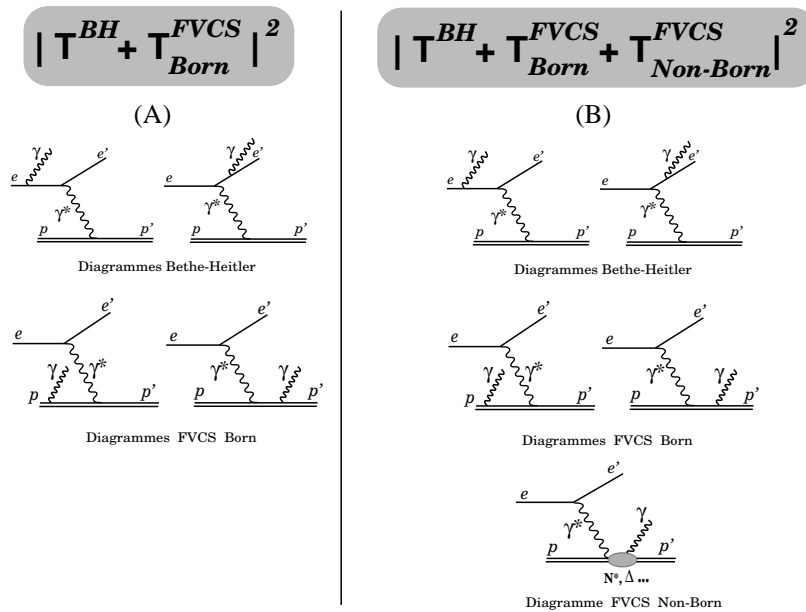 | T^BH + T^FVCS_Born |^2
(A)
γ
e
e'
γ*
p
p'
γ
e
e'
γ*
p
p'
Diagrammes Bethe-Heitler
e
e'
γ
γ*
p
p'
e
e'
γ*
γ
p
p'
Diagrammes FVCS Born
| T^BH + T^FVCS_Born + T^FVCS_Non-Born |^2
(B)
γ
e
e'
γ*
p
p'
γ
e
e'
γ*
p
p'
Diagrammes Bethe-Heitler
e
e'
γ
γ*
p
p'
e
e'
γ*
γ
p
p'
Diagrammes FVCS Born
e
e'
γ*
γ
p
p'
N*, Δ ...
Diagramme FVCS Non-Born